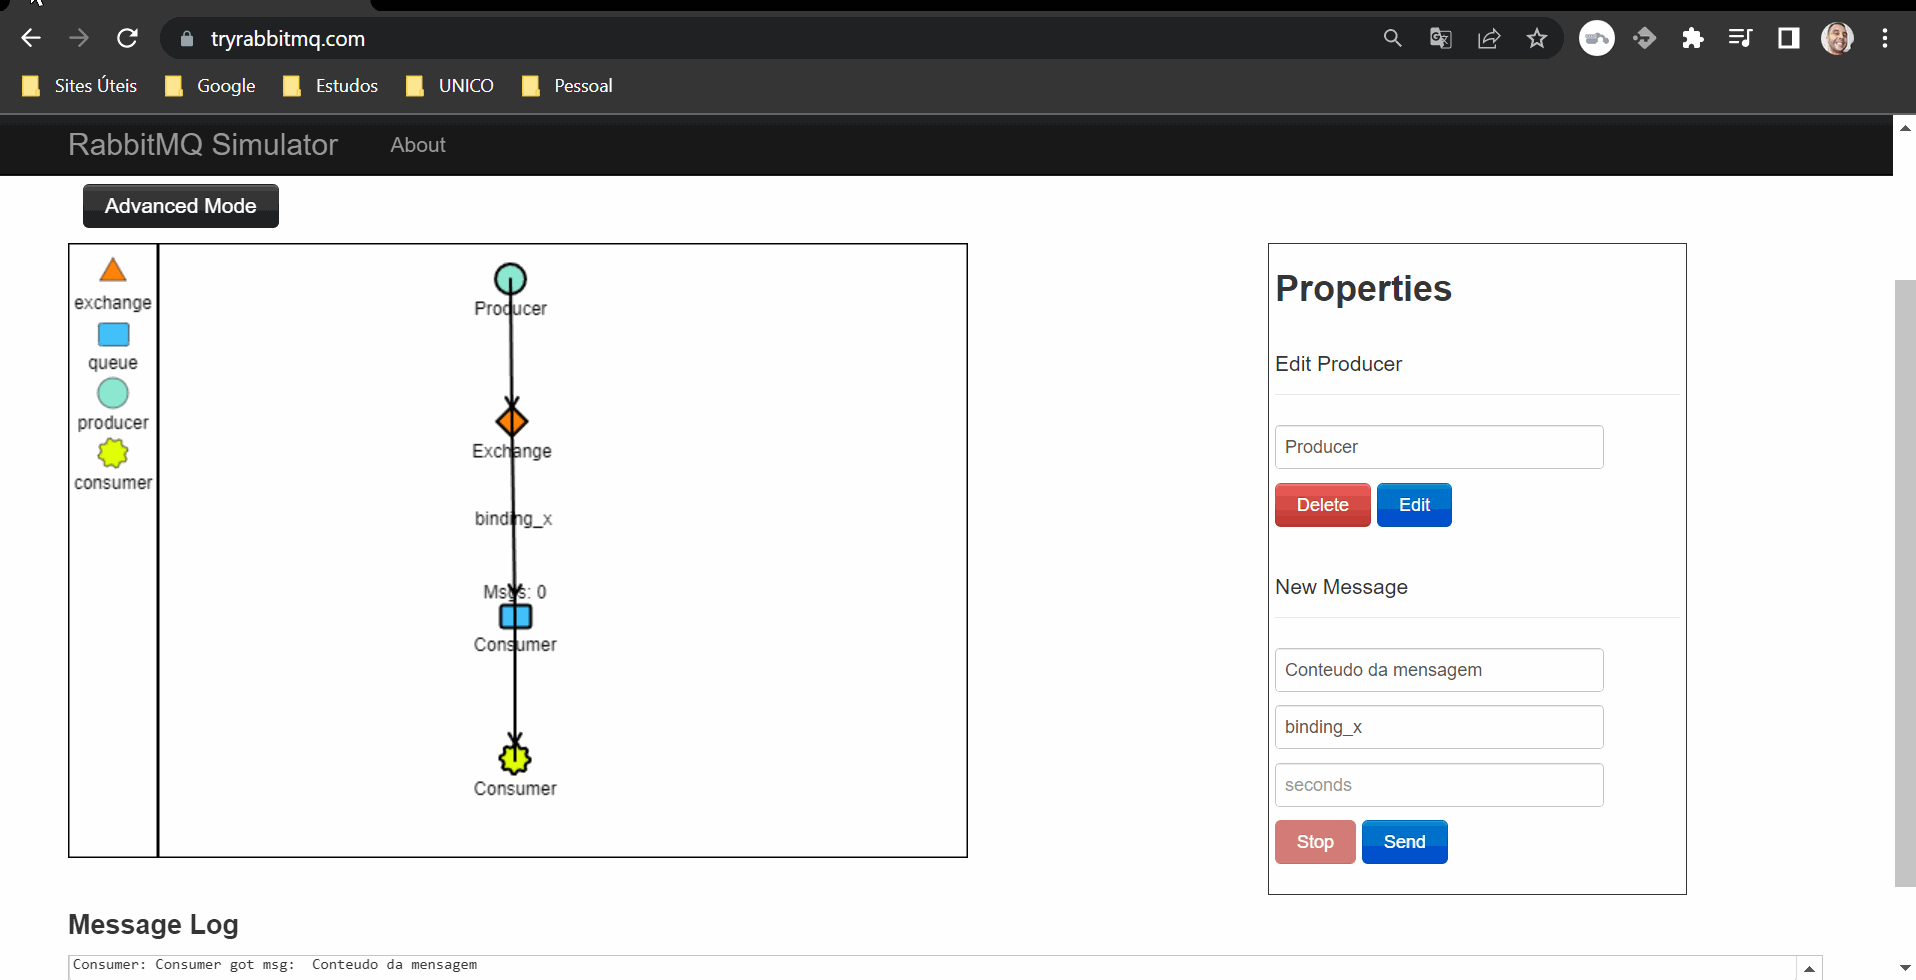 tryrabbitmq.com
Sites Úteis Google Estudos UNICO Pessoal
RabbitMQ Simulator About
Advanced Mode
exchange
queue
producer
consumer
Producer
Exchange
binding_x
Msgs: 0
Consumer
Consumer
Properties
Edit Producer
Producer
Delete Edit
New Message
Conteudo da mensagem
binding_x
seconds
Stop Send
Message Log
Consumer: Consumer got msg: Conteudo da mensagem